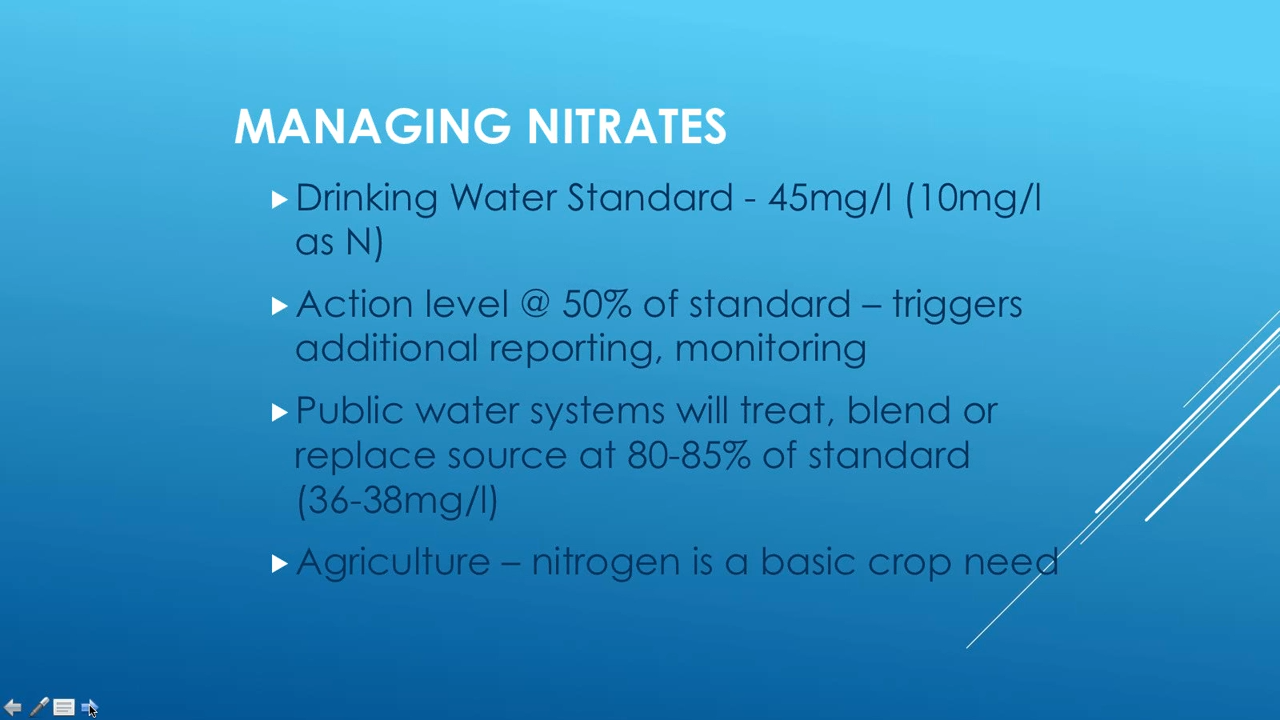 MANAGING NITRATES
Drinking Water Standard - 45mg/l (10mg/l
as N)
Action level @ 50% of standard – triggers
additional reporting, monitoring
Public water systems will treat, blend or
replace source at 80-85% of standard
(36-38mg/l)
Agriculture – nitrogen is a basic crop need